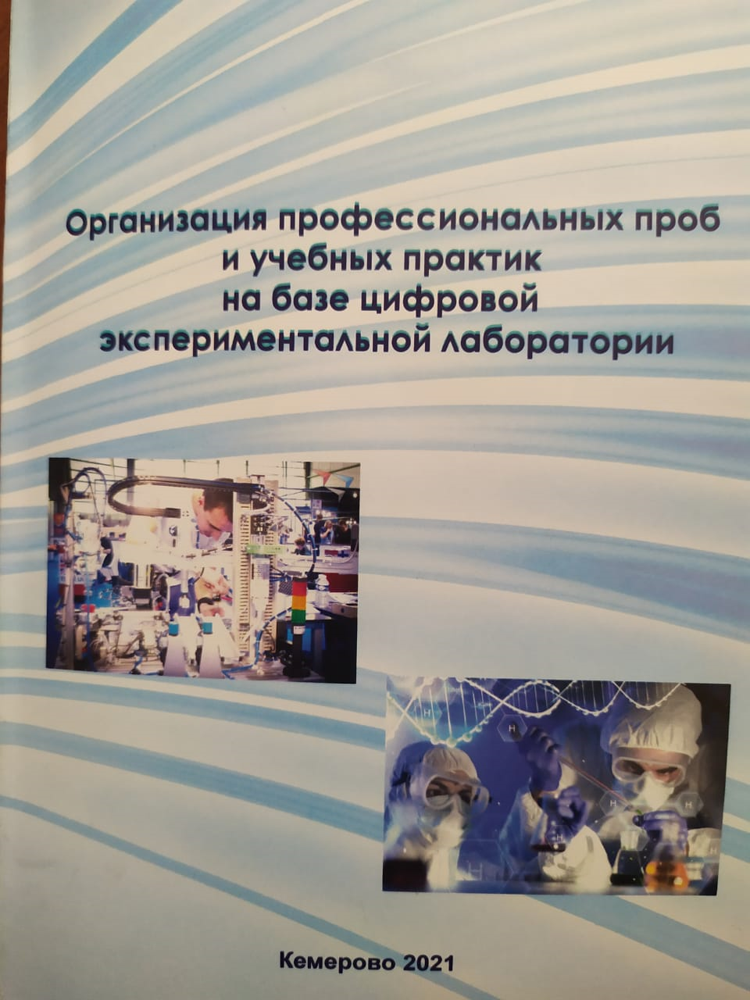 Организация профессиональных проб
и учебных практик
на базе цифровой
экспериментальной лаборатории
H
H
H
H
H
H
H
Кемерово 2021